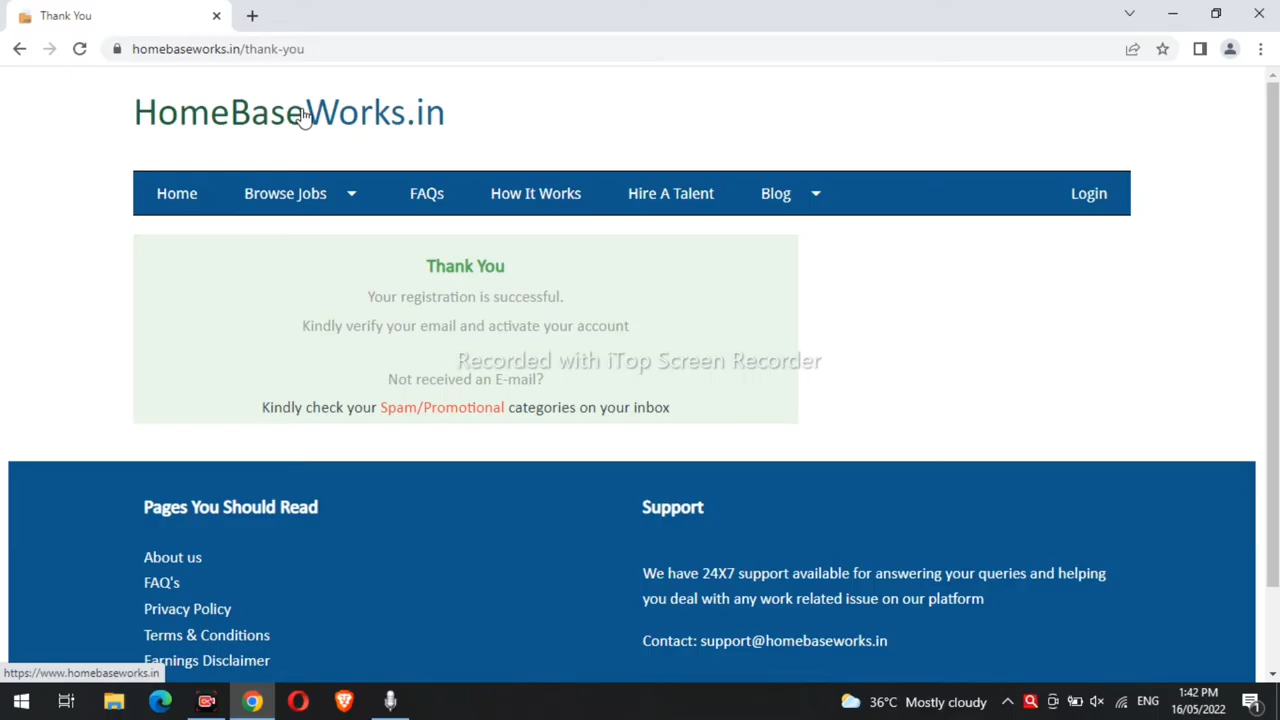 Thank You
homebaseworks.in/thank-you
HomeBaseWorks.in
Home Browse Jobs FAQs How It Works Hire A Talent Blog Login
Thank You
Your registration is successful.
Kindly verify your email and activate your account
Recorded with iTop Screen Recorder
Not received an E-mail?
Kindly check your Spam/Promotional categories on your inbox
Pages You Should Read
About us
FAQ's
Privacy Policy
Terms & Conditions
Earnings Disclaimer
Support
We have 24X7 support available for answering your queries and helping
you deal with any work related issue on our platform
Contact: support@homebaseworks.in
https://www.homebaseworks.in
36°C Mostly cloudy
ENG
1:42 PM
16/05/2022
1